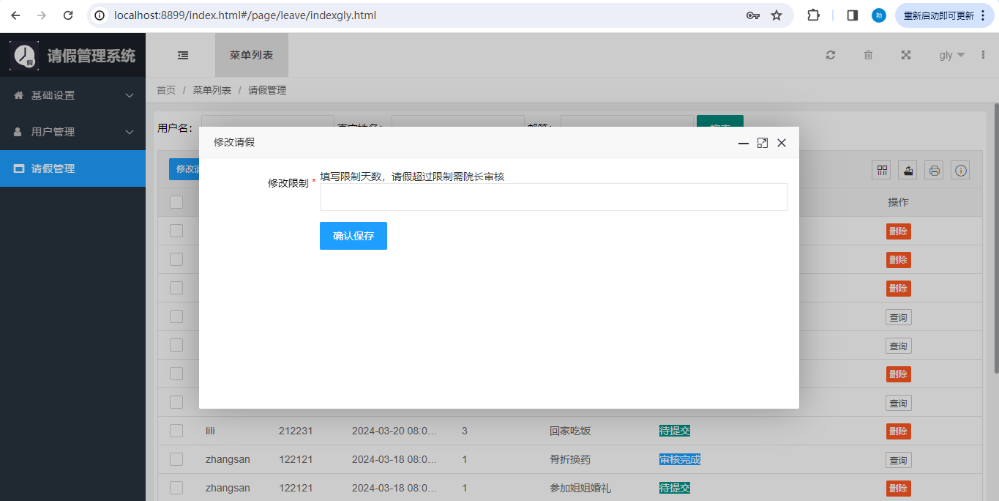 localhost:8899/index.html#/page/leave/indexgly.html
勃
重新启动即可更新
假
请假管理系统
菜单列表
gly
基础设置
首页 / 菜单列表 / 请假管理
用户名：
用户管理
修改请假
请假管理
修改
填写限制天数，请假超过限制需院长审核
修改限制 *
操作
确认保存
删除
删除
删除
查询
查询
删除
查询
lili 212231 2024-03-20 08:0... 3 回家吃饭 待提交 删除
zhangsan 122121 2024-03-18 08:0... 1 骨折换药 审核完成 查询
zhangsan 122121 2024-03-18 08:0... 1 参加姐姐婚礼 待提交 删除